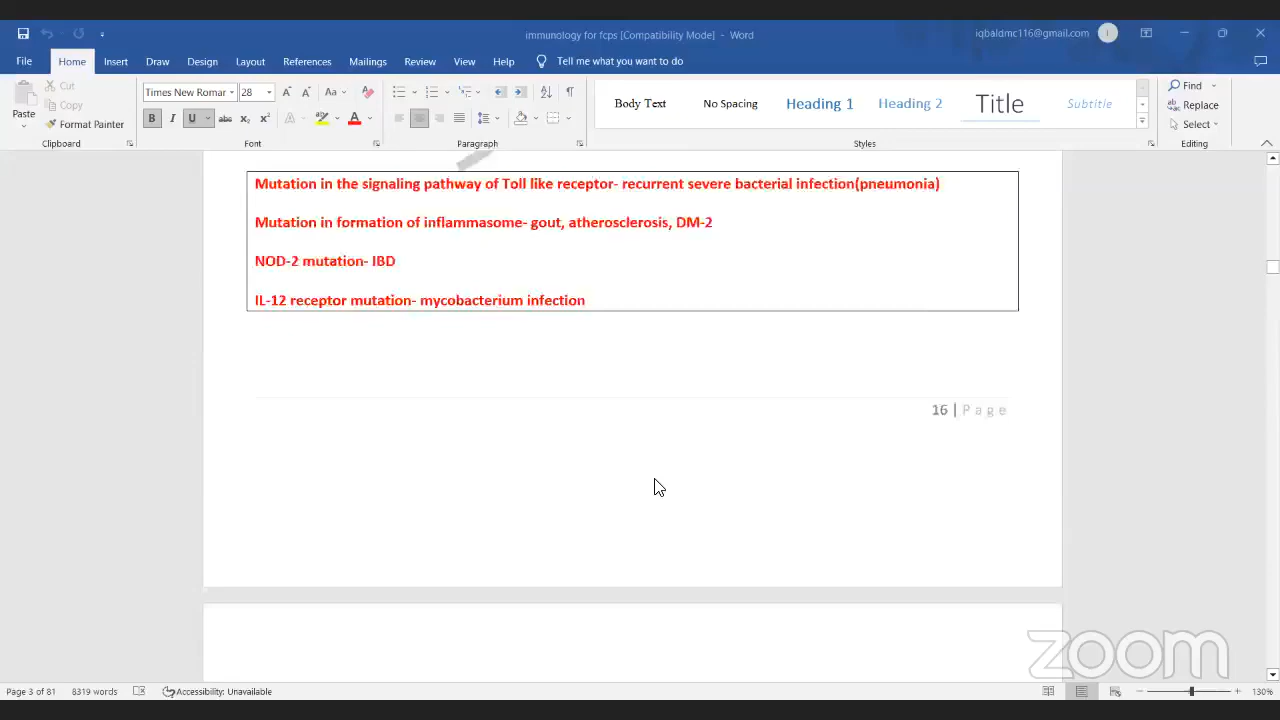 immunology for fcps [Compatibility Mode] - Word
iqbaldmc116@gmail.com
I
File Home Insert Draw Design Layout References Mailings Review View Help Tell me what you want to do
Paste
Cut
Copy
Format Painter
Clipboard
Times New Romar 28
Font
Paragraph
Body Text No Spacing Heading 1 Heading 2 Title Subtitle
Styles
Find
Replace
Select
Editing
Mutation in the signaling pathway of Toll like receptor- recurrent severe bacterial infection(pneumonia)
Mutation in formation of inflammasome- gout, atherosclerosis, DM-2
NOD-2 mutation- IBD
IL-12 receptor mutation- mycobacterium infection
16 | Page
zoom
Page 3 of 81 8319 words Accessibility: Unavailable 130%